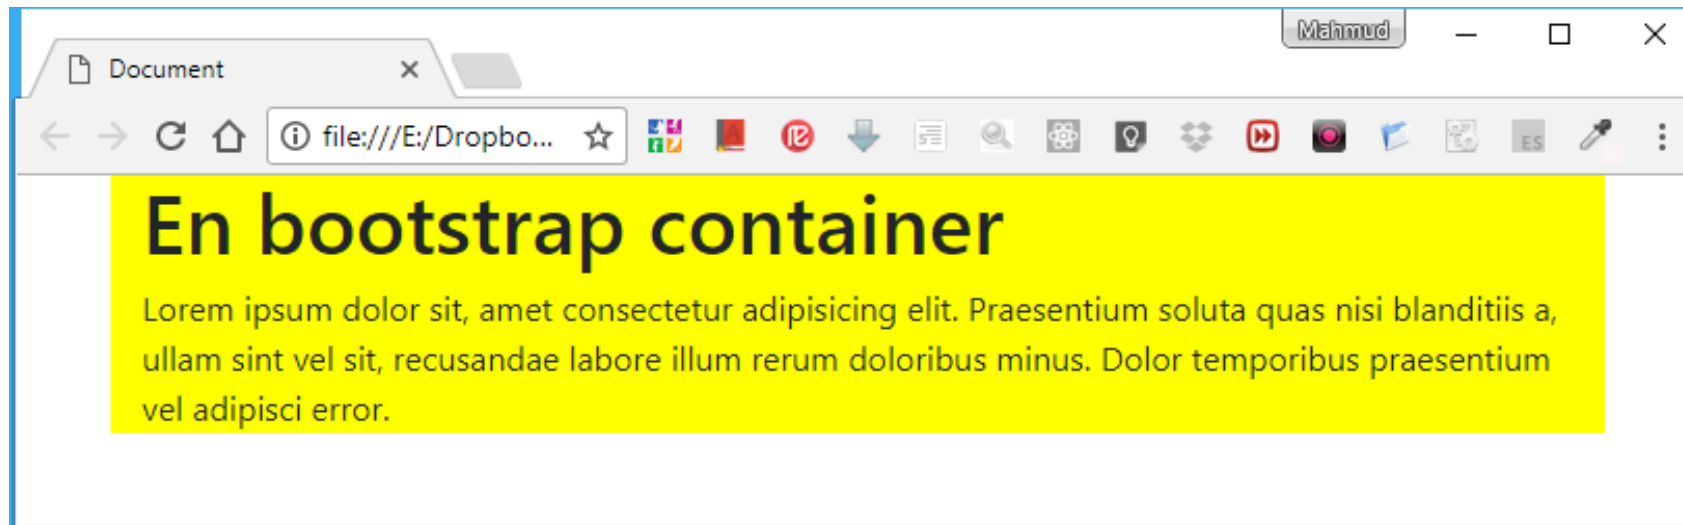 Mahmud
Document
file:///E:/Dropbo...
ES
En bootstrap container
Lorem ipsum dolor sit, amet consectetur adipisicing elit. Praesentium soluta quas nisi blanditiis a,
ullam sint vel sit, recusandae labore illum rerum doloribus minus. Dolor temporibus praesentium
vel adipisci error.